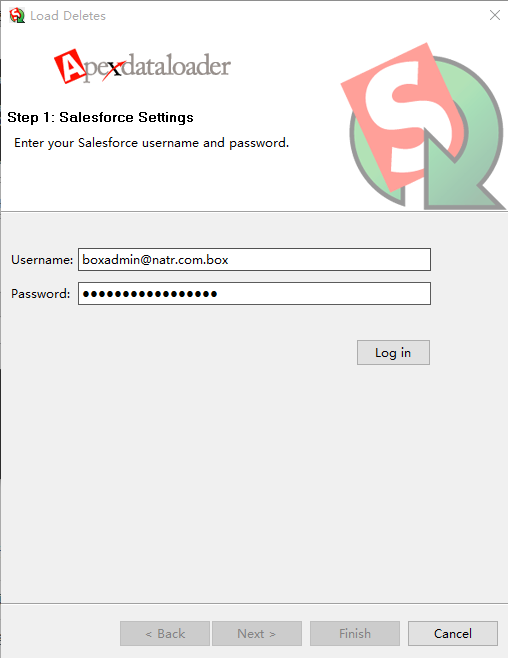 Load Deletes
Apexdataloader
Step 1: Salesforce Settings
Enter your Salesforce username and password.
S
Username: boxadmin@natr.com.box
Password: ●●●●●●●●●●●●●●●●●
Log in
< Back Next > Finish Cancel